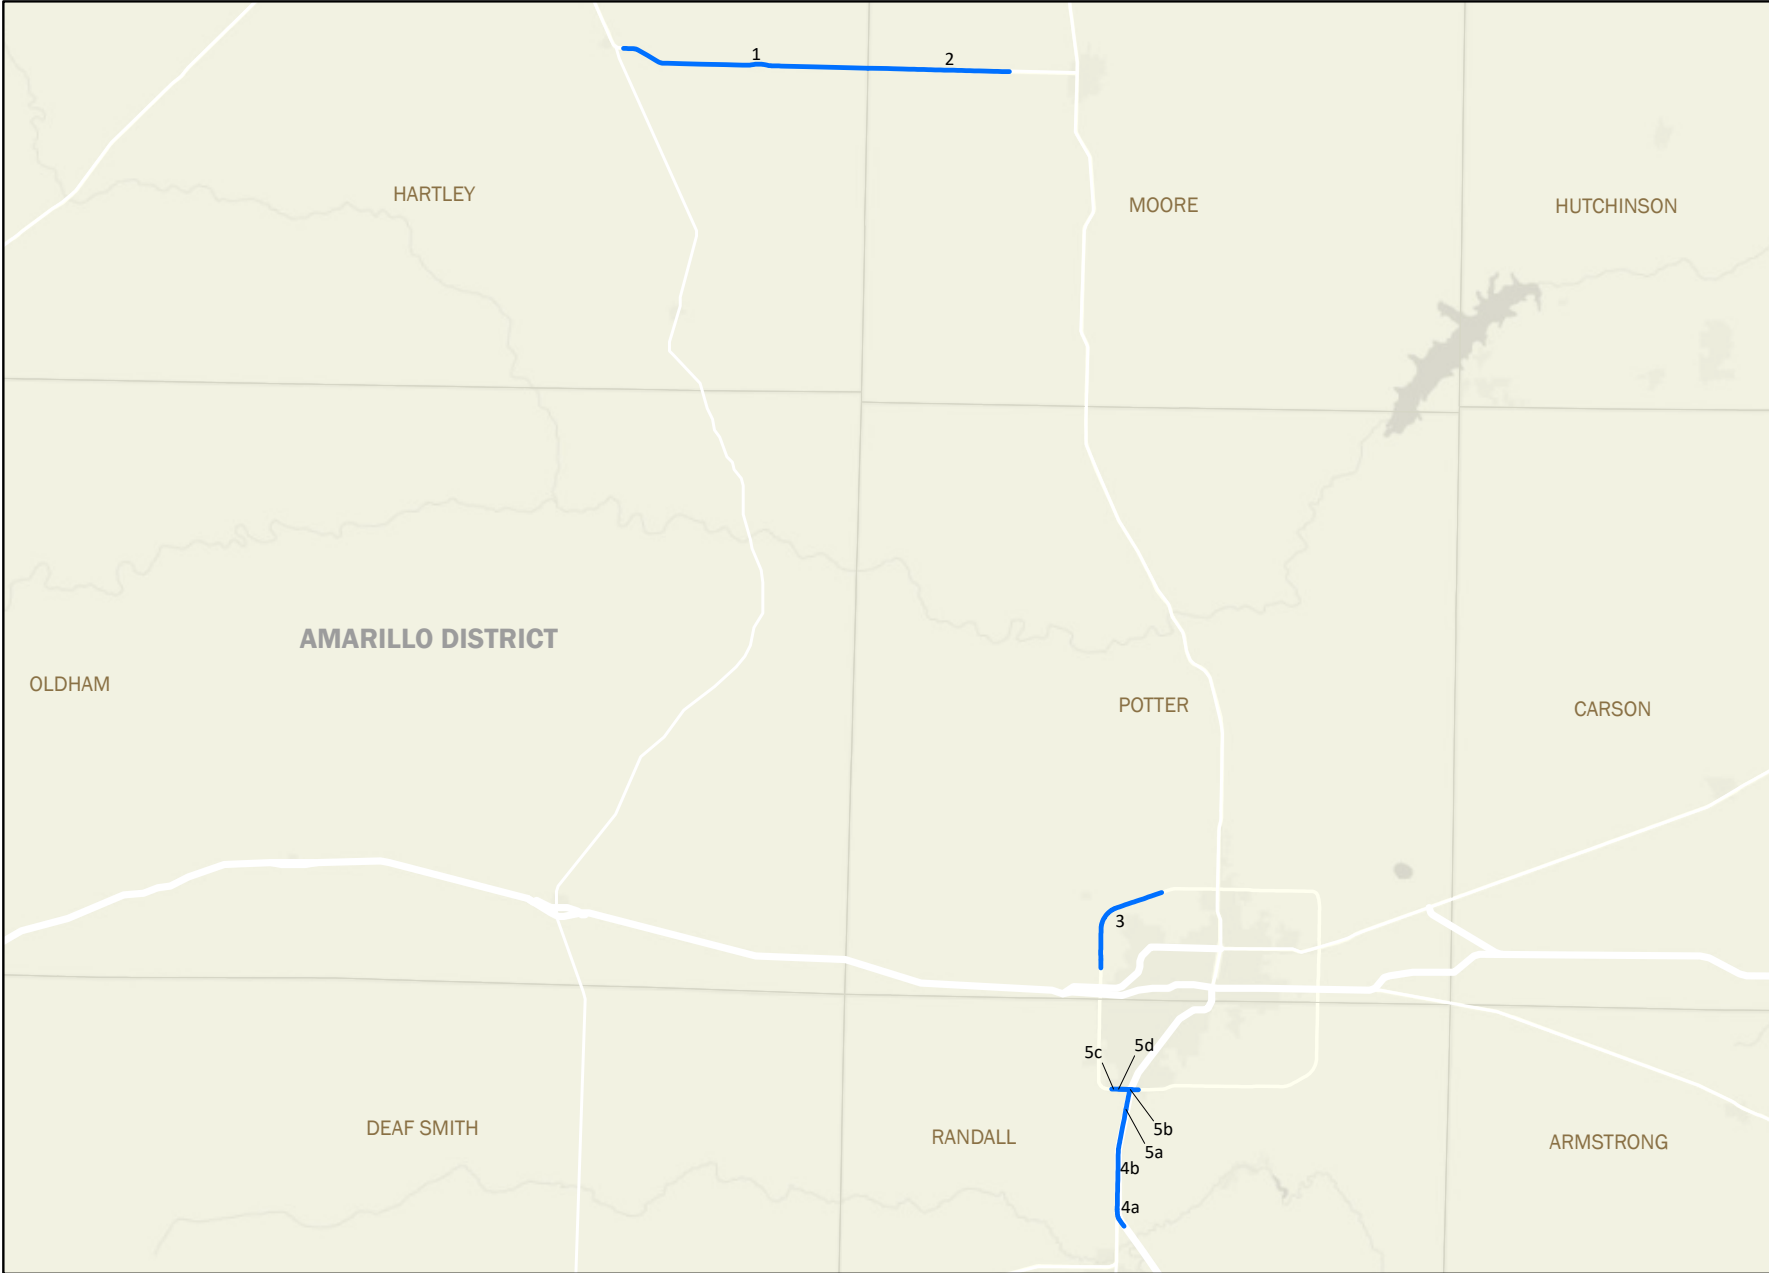 1
2
HARTLEY
MOORE
HUTCHINSON
AMARILLO DISTRICT
OLDHAM
POTTER
CARSON
3
5c
5d
DEAF SMITH
RANDALL
5b
5a
ARMSTRONG
4b
4a